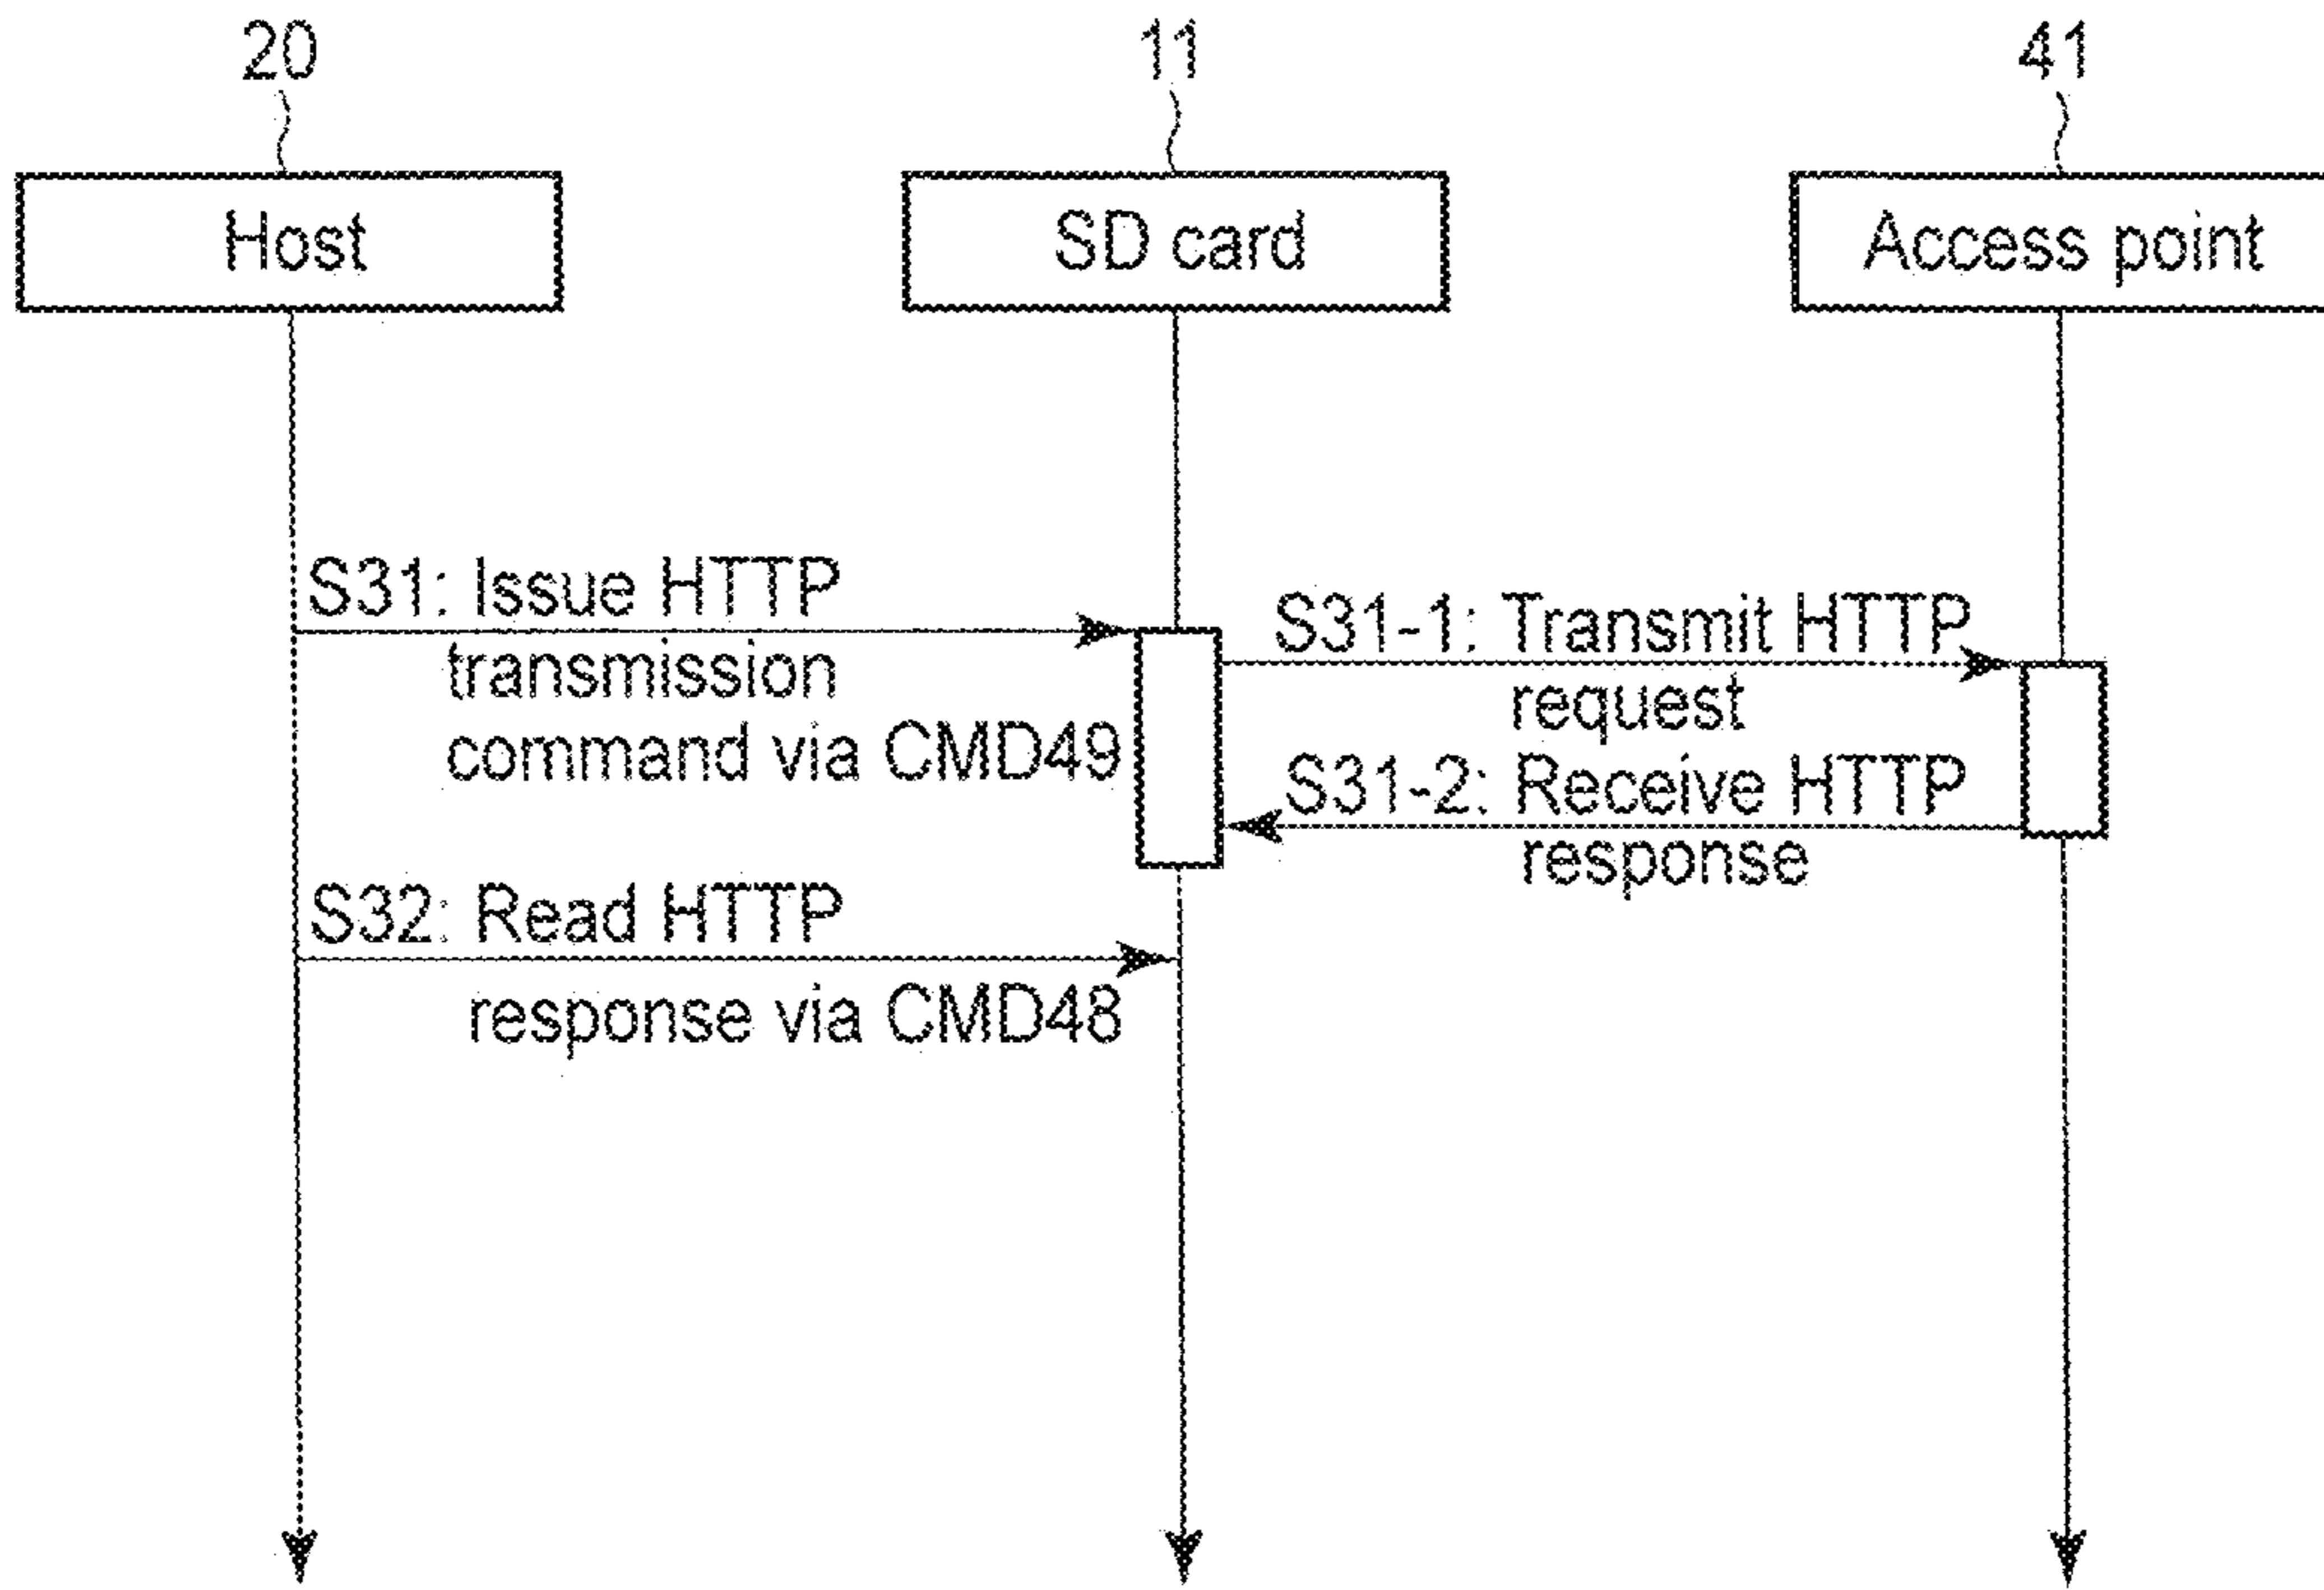 20
11
41
Host
SD card
Access point
S31: Issue HTTP
transmission
command via CMD49
S31-1: Transmit HTTP
request
S31-2: Receive HTTP
response
S32: Read HTTP
response via CMD48